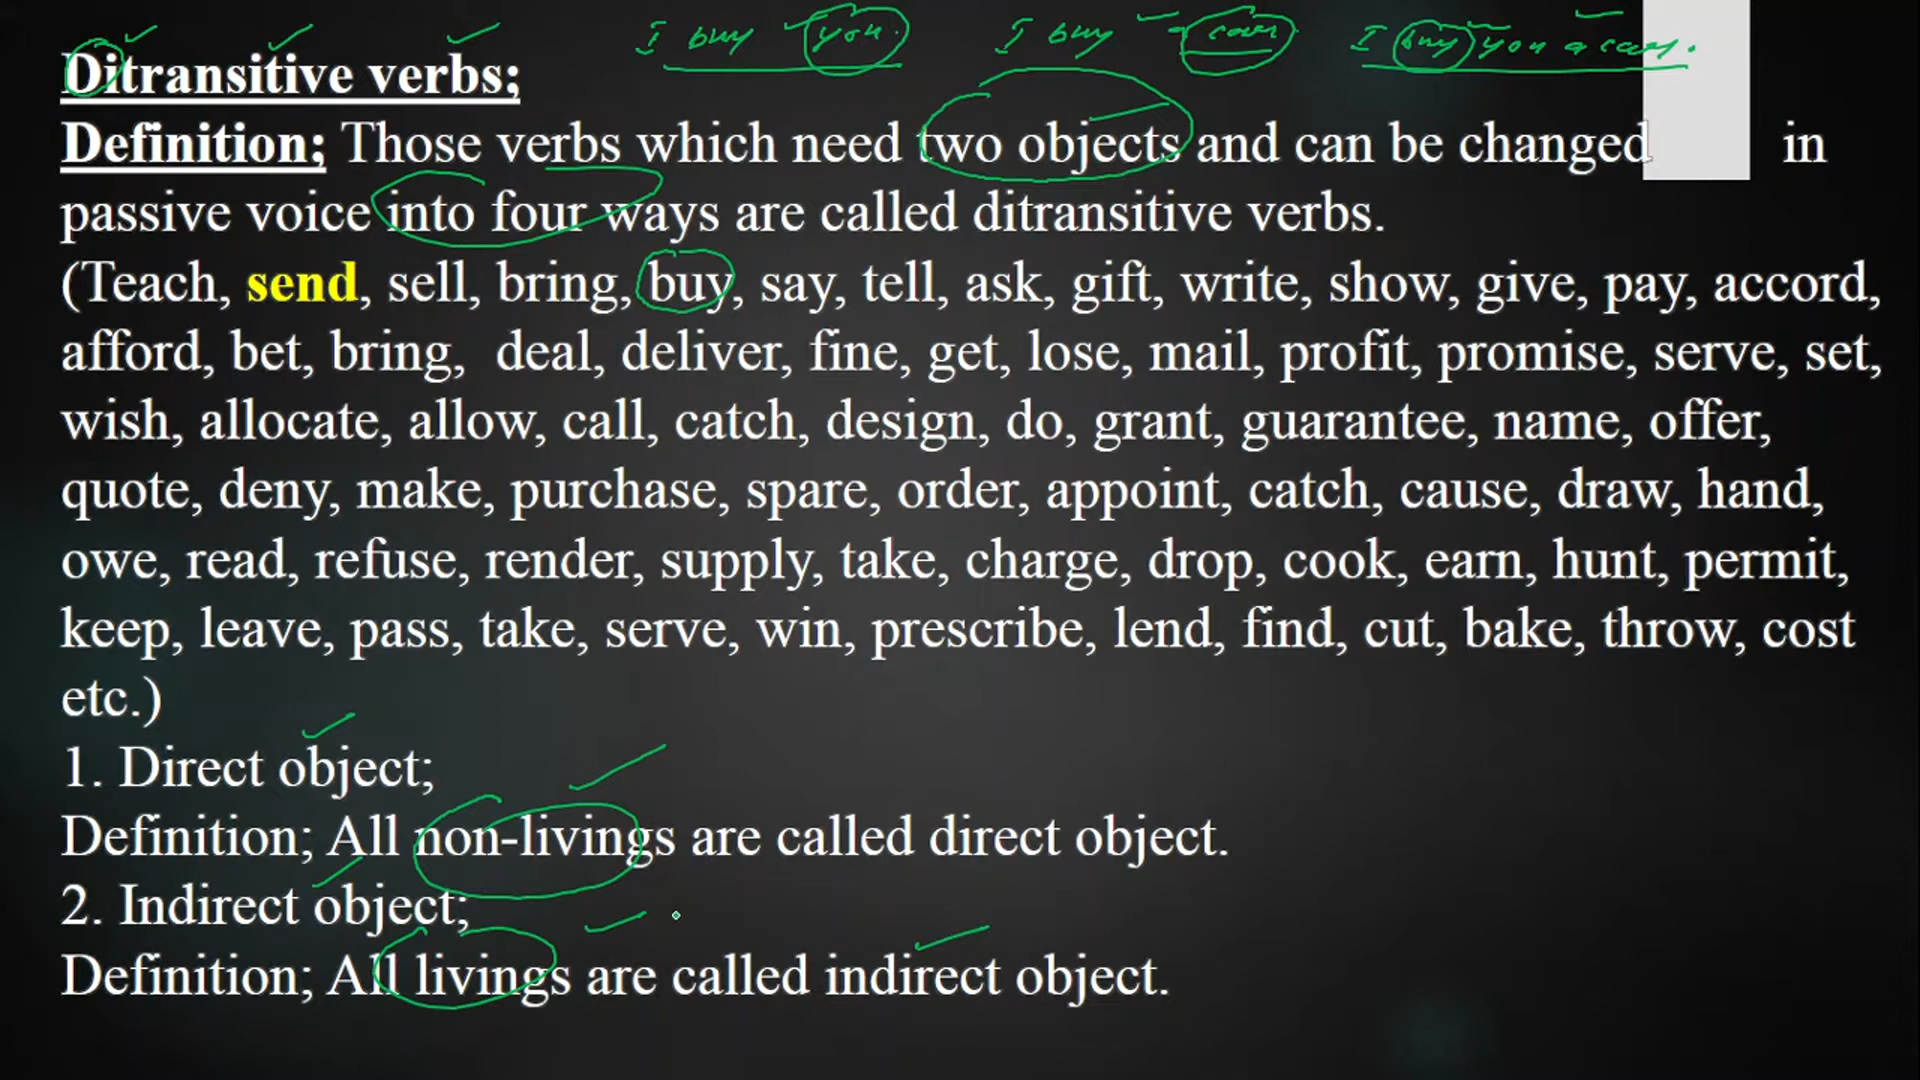 I buy you. I buy a car I buy you a car.
Ditransitive verbs;
Definition; Those verbs which need two objects and can be changed in
passive voice into four ways are called ditransitive verbs.
(Teach, send, sell, bring, buy, say, tell, ask, gift, write, show, give, pay, accord,
afford, bet, bring, deal, deliver, fine, get, lose, mail, profit, promise, serve, set,
wish, allocate, allow, call, catch, design, do, grant, guarantee, name, offer,
quote, deny, make, purchase, spare, order, appoint, catch, cause, draw, hand,
owe, read, refuse, render, supply, take, charge, drop, cook, earn, hunt, permit,
keep, leave, pass, take, serve, win, prescribe, lend, find, cut, bake, throw, cost
etc.)
1. Direct object;
Definition; All non-livings are called direct object.
2. Indirect object;
Definition; All livings are called indirect object.